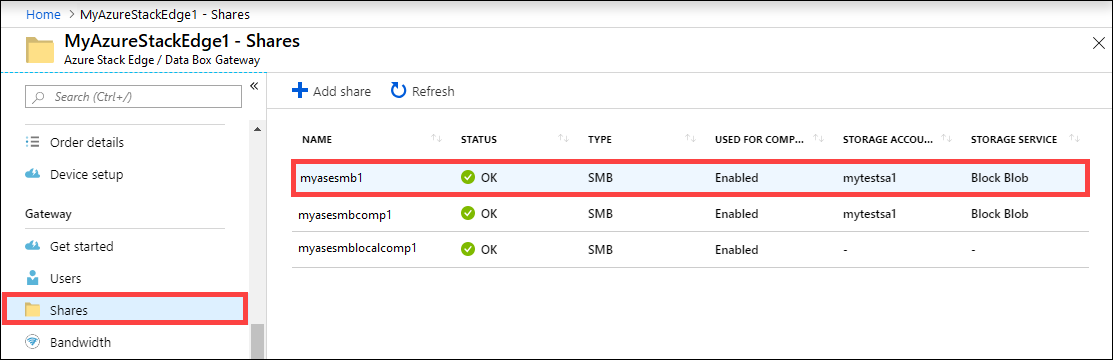 Home > MyAzureStackEdge1 - Shares
MyAzureStackEdge1 - Shares
Azure Stack Edge / Data Box Gateway
Search (Ctrl+/)
Order details
Device setup
Gateway
Get started
Users
Shares
Bandwidth
+ Add share Refresh
NAME STATUS TYPE USED FOR COMP... STORAGE ACCOU... STORAGE SERVICE
myasesmb1 OK SMB Enabled mytestsa1 Block Blob
myasesmbcomp1 OK SMB Enabled mytestsa1 Block Blob
myasesmblocalcomp1 OK SMB Enabled - -